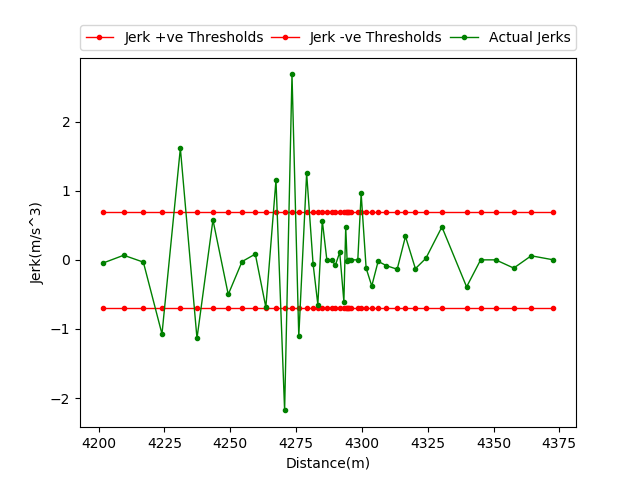 Jerk +ve Thresholds Jerk -ve Thresholds Actual Jerks
2
1
0
−1
−2
Jerk(m/s^3)
4200 4225 4250 4275 4300 4325 4350 4375
Distance(m)